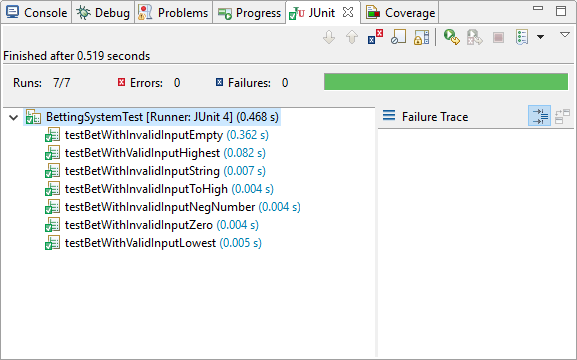 Console Debug Problems Progress JUnit Coverage
Finished after 0.519 seconds
Runs: 7/7 Errors: 0 Failures: 0
BettingSystemTest [Runner: JUnit 4] (0.468 s)
Failure Trace
testBetWithInvalidInputEmpty (0.362 s)
testBetWithValidInputHighest (0.082 s)
testBetWithInvalidInputString (0.007 s)
testBetWithInvalidInputToHigh (0.004 s)
testBetWithInvalidInputNegNumber (0.004 s)
testBetWithInvalidInputZero (0.004 s)
testBetWithValidInputLowest (0.005 s)